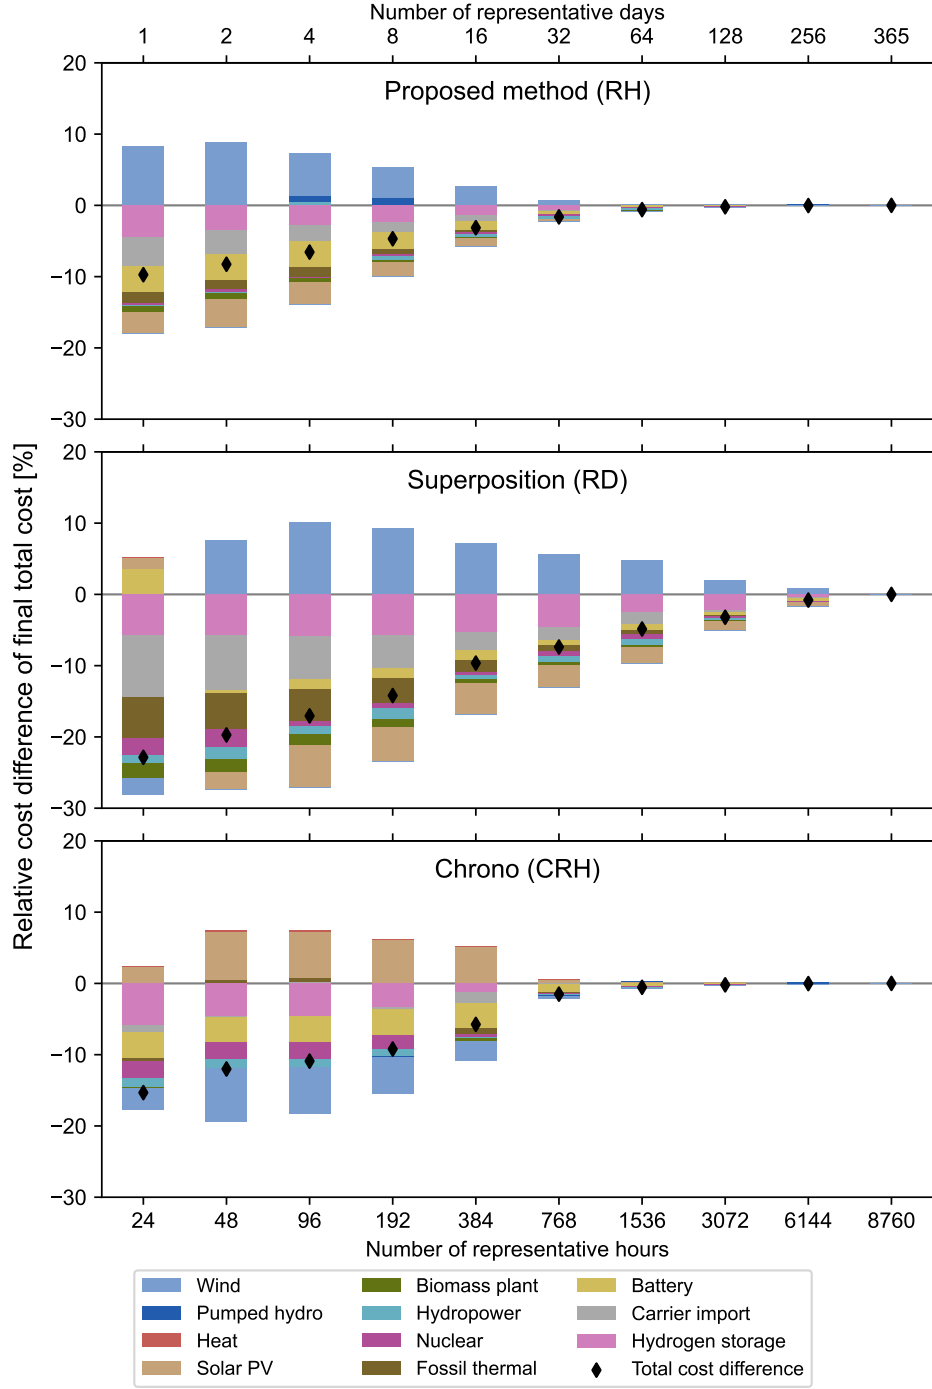 Number of representative days
1 2 4 8 16 32 64 128 256 365
Relative cost difference of final total cost [%]
Proposed method (RH)
20
10
0
−10
−20
−30
Superposition (RD)
20
10
0
−10
−20
−30
Chrono (CRH)
20
10
0
−10
−20
−30
24 48 96 192 384 768 1536 3072 6144 8760
Number of representative hours
Wind
Pumped hydro
Heat
Solar PV
Biomass plant
Hydropower
Nuclear
Fossil thermal
Battery
Carrier import
Hydrogen storage
Total cost difference